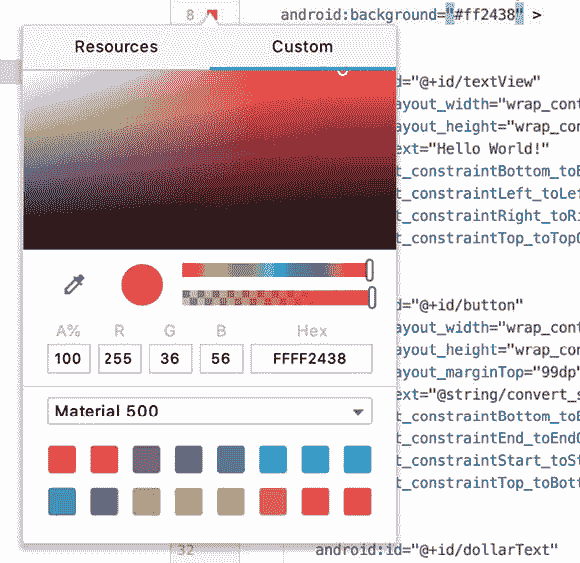 8 android:background="#ff2438" >
Resources Custom
d="@+id/textView"
ayout_width="wrap_cont
ayout_height="wrap_con
ext="Hello World!"
t_constraintBottom_toB
t_constraintLeft_toLef
t_constraintRight_toRi
t_constraintTop_toTopO
d="@+id/button"
A% R G B Hex
ayout_width="wrap_cont
100 255 36 56 FFFF2438
ayout_height="wrap_con
ayout_marginTop="99dp"
ext="@string/convert_s
Material 500
t_constraintBottom_toB
t_constraintEnd_toEndO
t_constraintStart_toSt
t_constraintTop_toBott
32 android:id="@+id/dollarText"